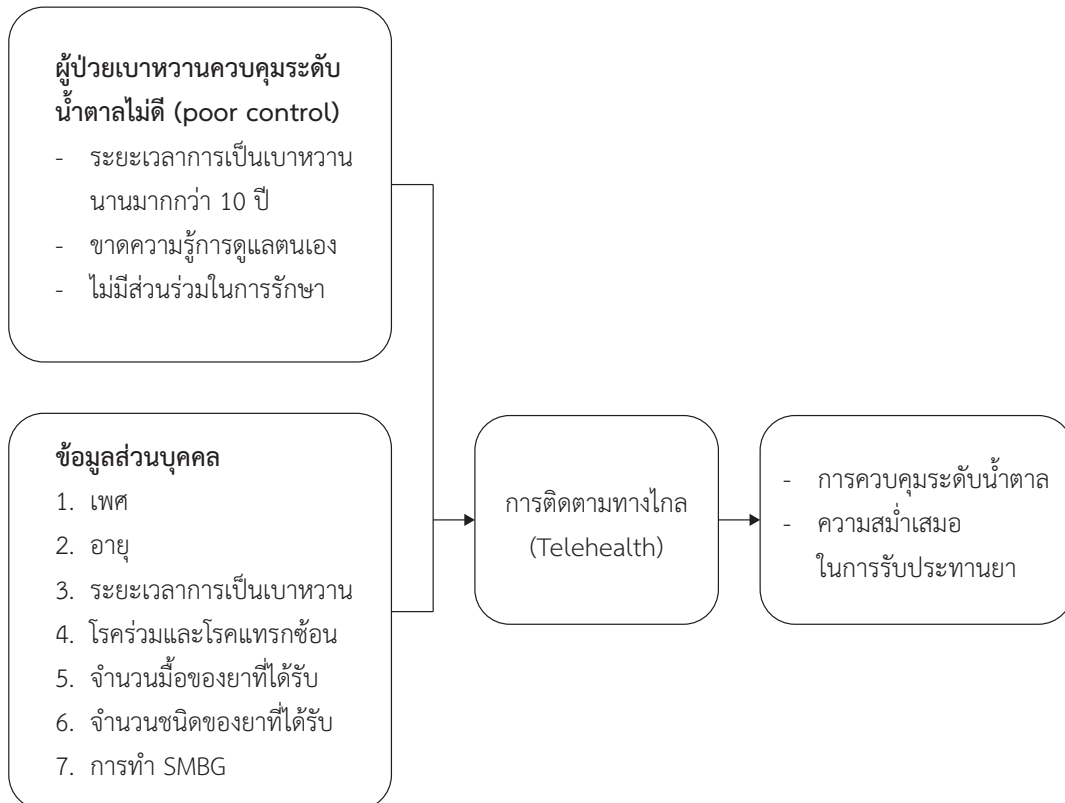 ผู้ป่วยเบาหวานควบคุมระดับ
น้ำตาลไม่ดี (poor control)
- ระยะเวลาการเป็นเบาหวาน
นานมากกว่า 10 ปี
- ขาดความรู้การดูแลตนเอง
- ไม่มีส่วนร่วมในการรักษา
ข้อมูลส่วนบุคคล
1. เพศ
2. อายุ
3. ระยะเวลาการเป็นเบาหวาน
4. โรคร่วมและโรคแทรกซ้อน
5. จำนวนมื้อของยาที่ได้รับ
6. จำนวนชนิดของยาที่ได้รับ
7. การทำ SMBG
การติดตามทางไกล
(Telehealth)
- การควบคุมระดับน้ำตาล
- ความสม่ำเสมอ
ในการรับประทานยา